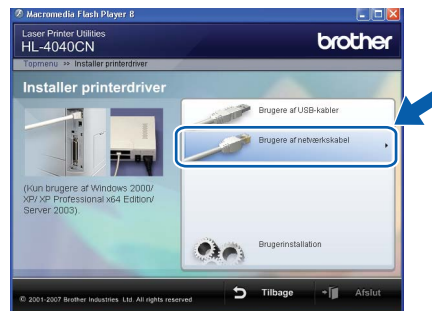 Macromedia Flash Player 8
Laser Printer Utilities
HL-4040CN
brother
Topmenu >> Installer printerdriver
Installer printerdriver
Brugere af USB-kabler
Brugere af netværkskabel
(Kun brugere af Windows 2000/
XP/ XP Professional x64 Edition/
Server 2003).
Brugerinstallation
© 2001-2007 Brother Industries. Ltd. All rights reserved
Tilbage
Afslut